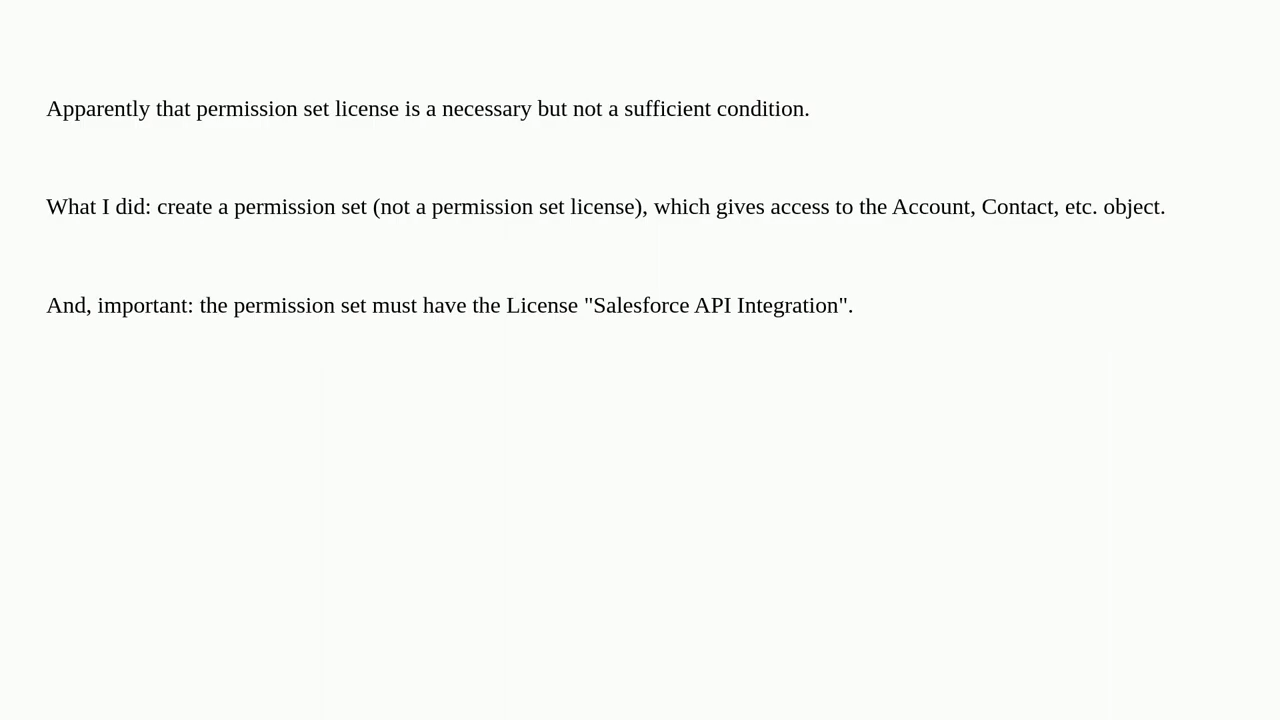 Apparently that permission set license is a necessary but not a sufficient condition.
What I did: create a permission set (not a permission set license), which gives access to the Account, Contact, etc. object.
And, important: the permission set must have the License "Salesforce API Integration".